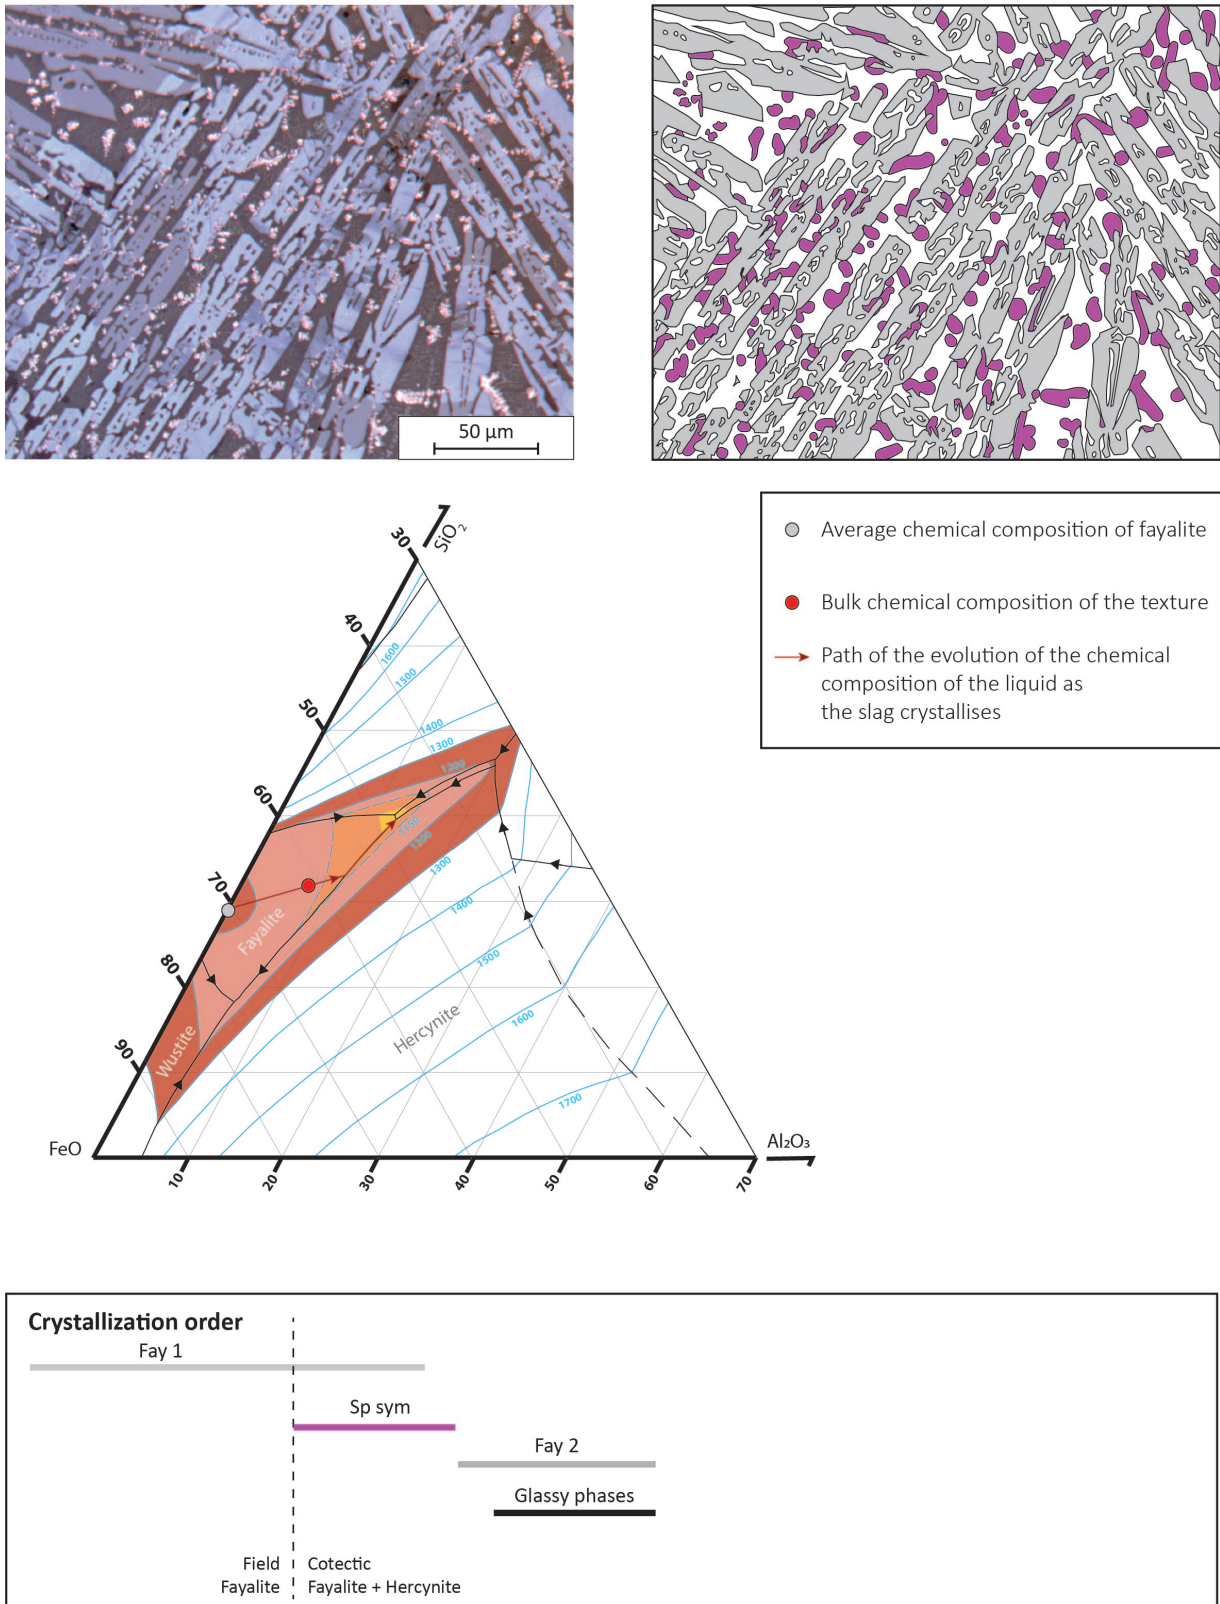 50 µm
Average chemical composition of fayalite
Bulk chemical composition of the texture
Path of the evolution of the chemical
composition of the liquid as
the slag crystallises
SiO₂
30
40
50
60
70
80
90
1600
1500
1400
1300
1200
1150
1200
1300
1400
1500
1600
1700
Fayalite
Wustite
Hercynite
FeO
Al₂O₃
10
20
30
40
50
60
70
Crystallization order
Fay 1
Sp sym
Fay 2
Glassy phases
Field
Fayalite
Cotectic
Fayalite + Hercynite